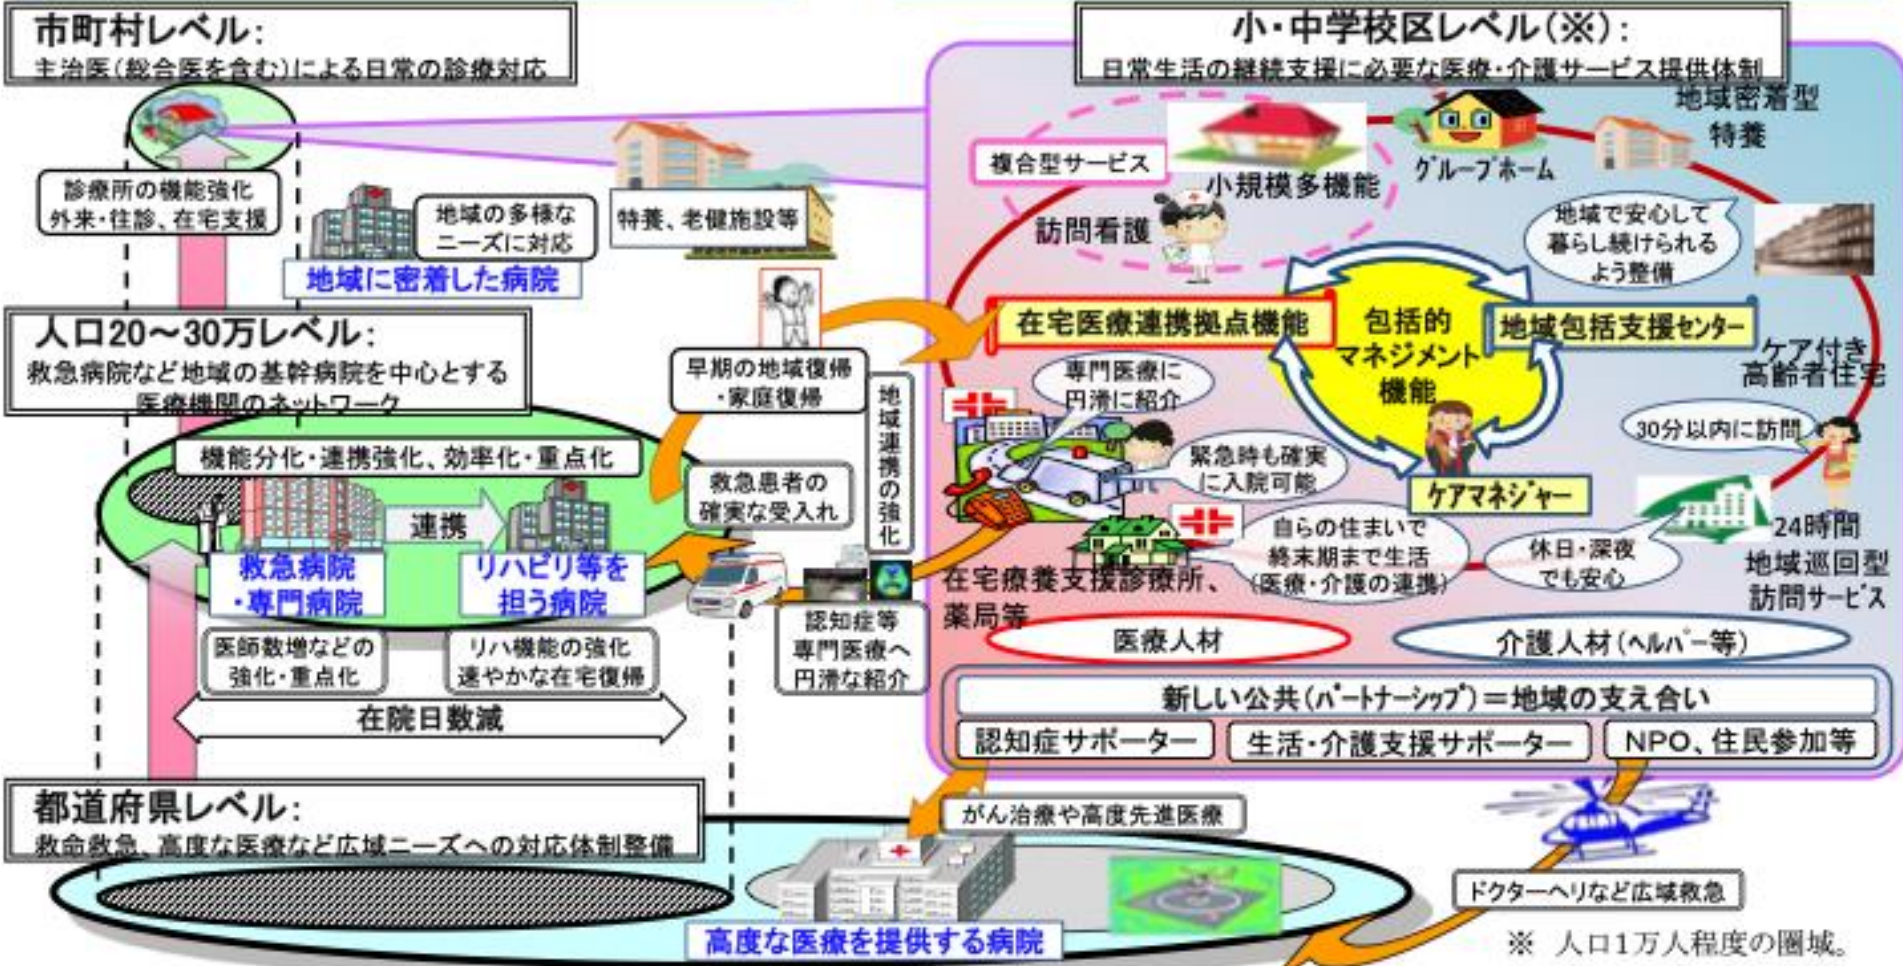 市町村レベル:
主治医(総合医を含む)による日常の診療対応
診療所の機能強化
外来・往診、在宅支援
地域の多様な
ニーズに対応
地域に密着した病院
特養、老健施設等
人口20～30万レベル:
救急病院など地域の基幹病院を中心とする
医療機関のネットワーク
機能分化・連携強化、効率化・重点化
連携
救急病院
・専門病院
リハビリ等を
担う病院
医師数増などの
強化・重点化
リハ機能の強化
速やかな在宅復帰
在院日数減
早期の地域復帰
・家庭復帰
地域連携の強化
救急患者の
確実な受入れ
認知症等
専門医療へ
円滑な紹介
都道府県レベル:
救命救急、高度な医療など広域ニーズへの対応体制整備
高度な医療を提供する病院
がん治療や高度先進医療
ドクターヘリなど広域救急
※ 人口1万人程度の圏域。
小・中学校区レベル(※):
日常生活の継続支援に必要な医療・介護サービス提供体制
複合型サービス
小規模多機能
訪問看護
グループホーム
地域密着型
特養
地域で安心して
暮らし続けられる
よう整備
在宅医療連携拠点機能
包括的
マネジメント
機能
地域包括支援センター
ケア付き
高齢者住宅
専門医療に
円滑に紹介
緊急時も確実
に入院可能
ケアマネジャー
30分以内に訪問
自らの住まいで
終末期まで生活
(医療・介護の連携)
休日・深夜
でも安心
24時間
地域巡回型
訪問サービス
在宅療養支援診療所、
薬局等
医療人材
介護人材(ヘルパー等)
新しい公共(パートナーシップ)=地域の支え合い
認知症サポーター
生活・介護支援サポーター
NPO、住民参加等